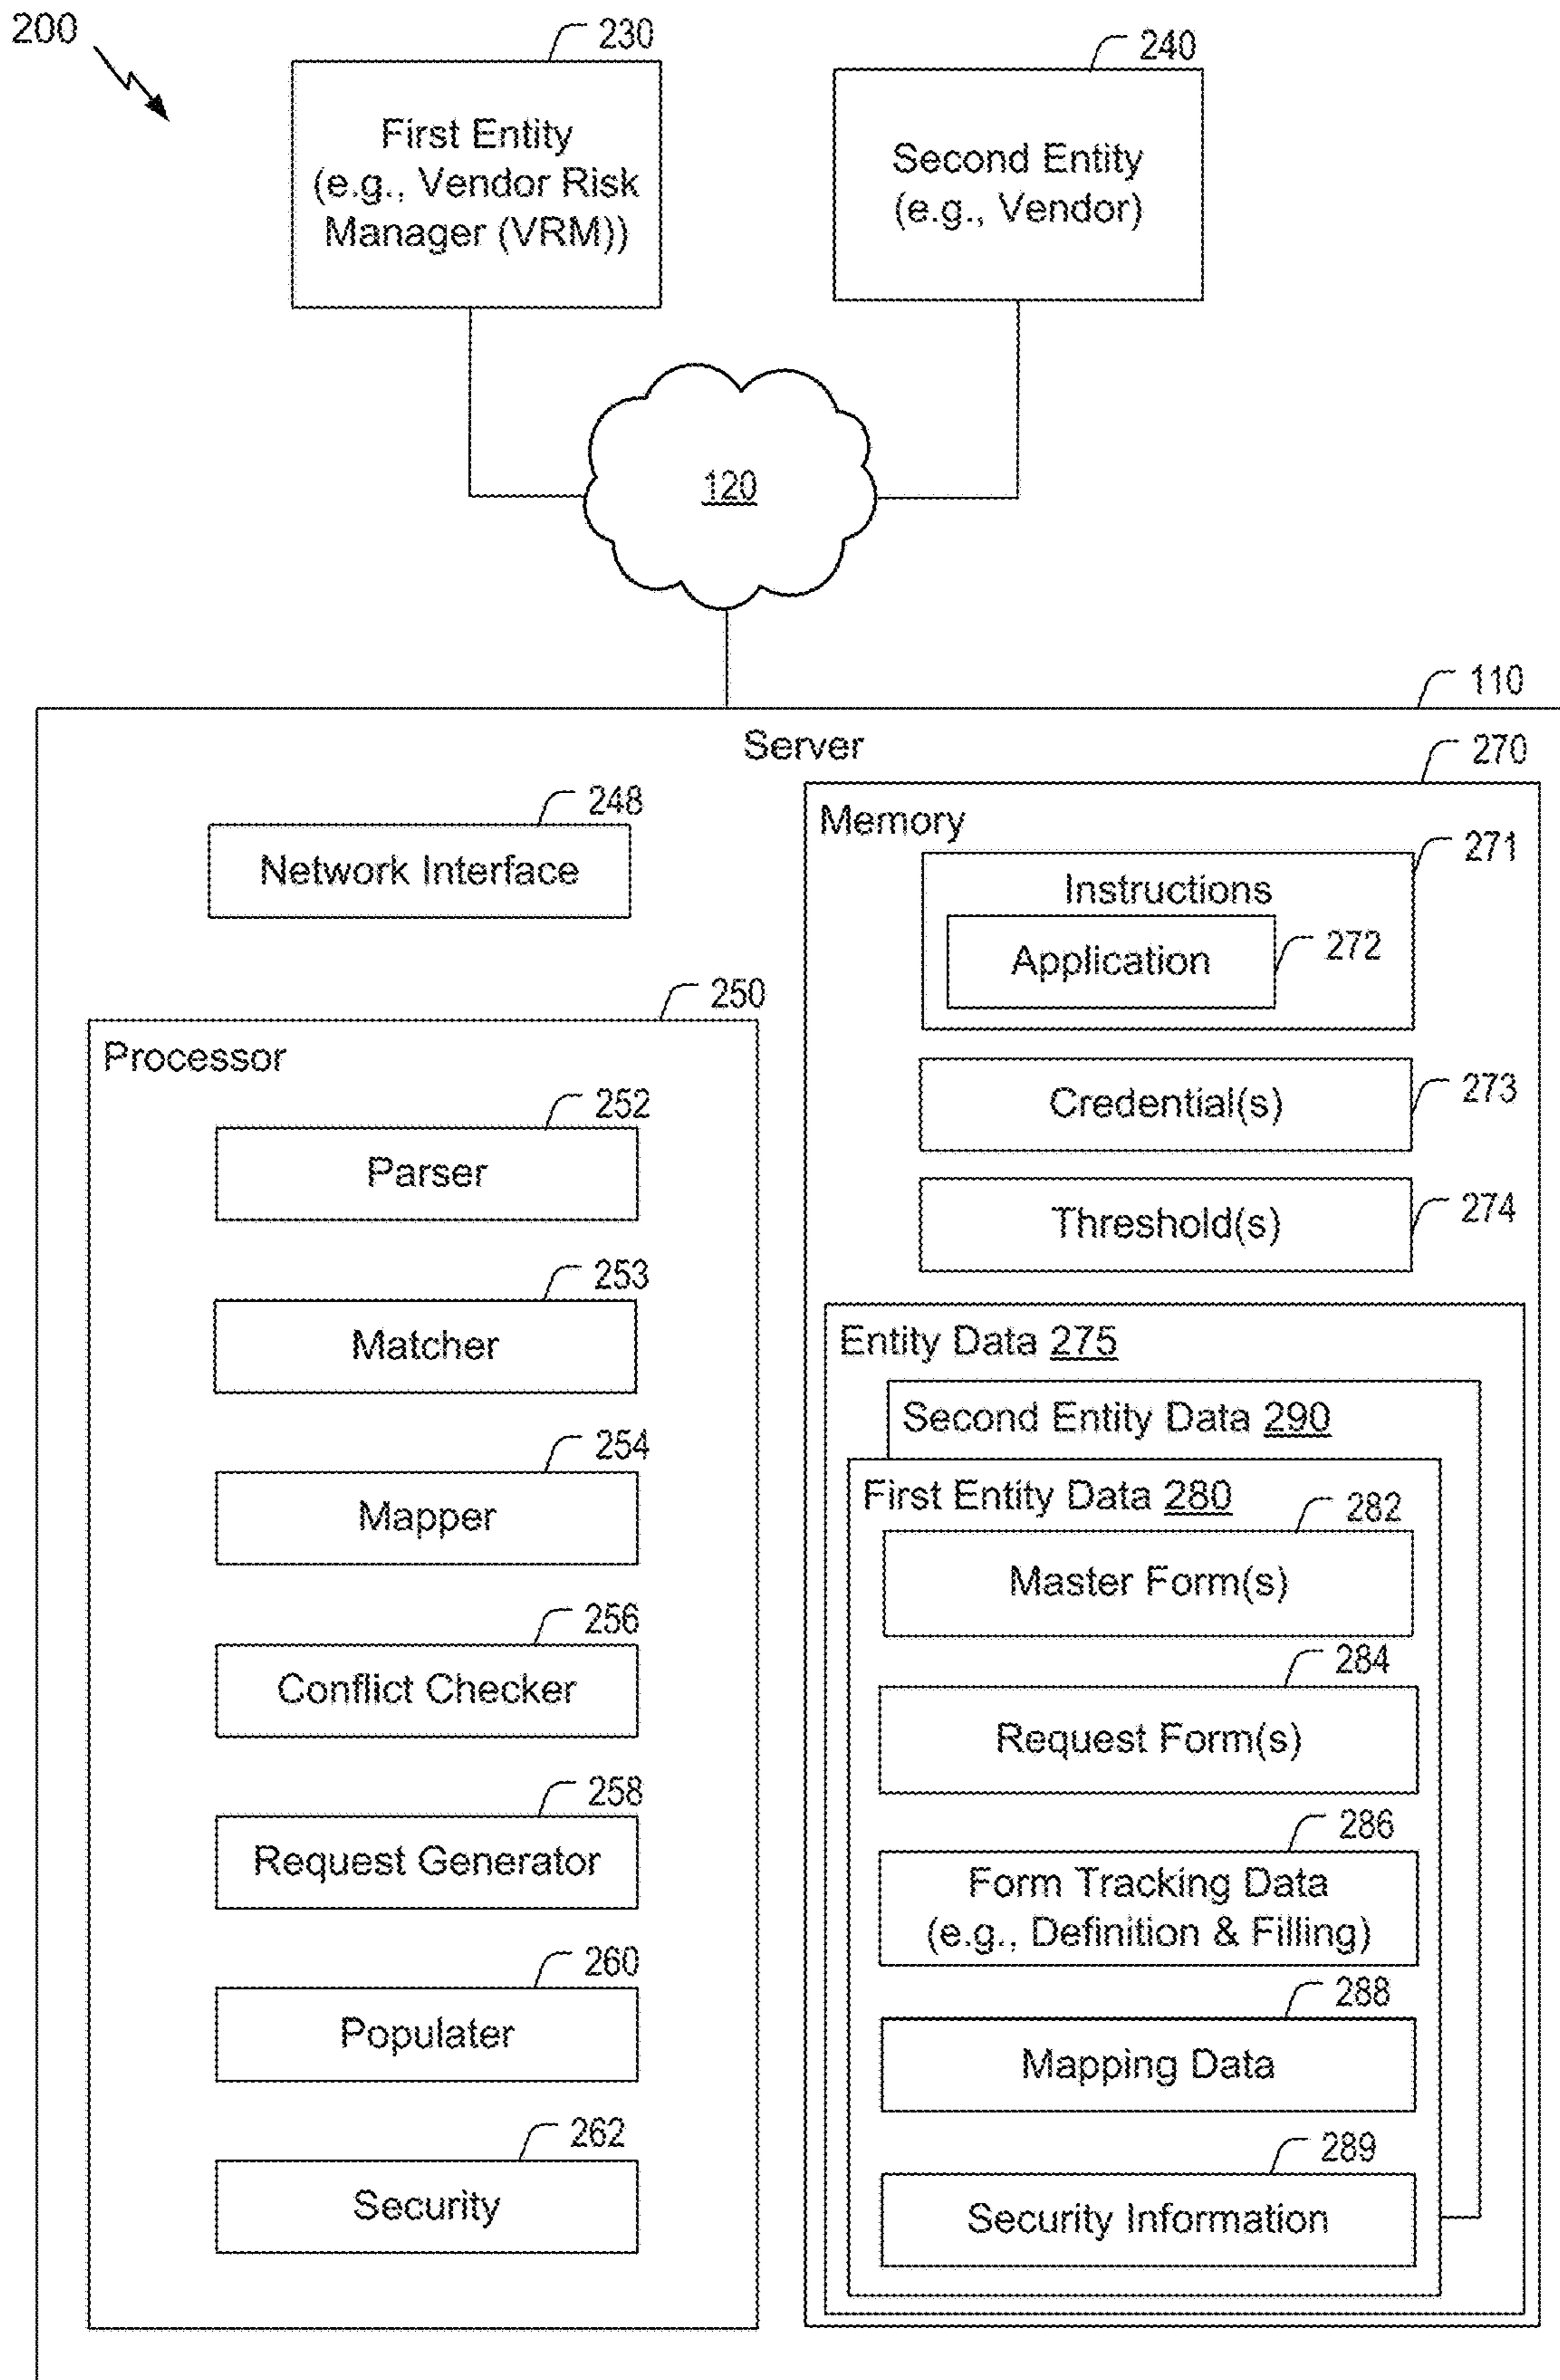 200
230
First Entity
(e.g., Vendor Risk
Manager (VRM))
240
Second Entity
(e.g., Vendor)
120
110
Server
248
Network Interface
250
Processor
252
Parser
253
Matcher
254
Mapper
256
Conflict Checker
258
Request Generator
260
Populater
262
Security
270
Memory
271
Instructions
272
Application
273
Credential(s)
274
Threshold(s)
Entity Data 275
Second Entity Data 290
First Entity Data 280
282
Master Form(s)
284
Request Form(s)
286
Form Tracking Data
(e.g., Definition & Filling)
288
Mapping Data
289
Security Information